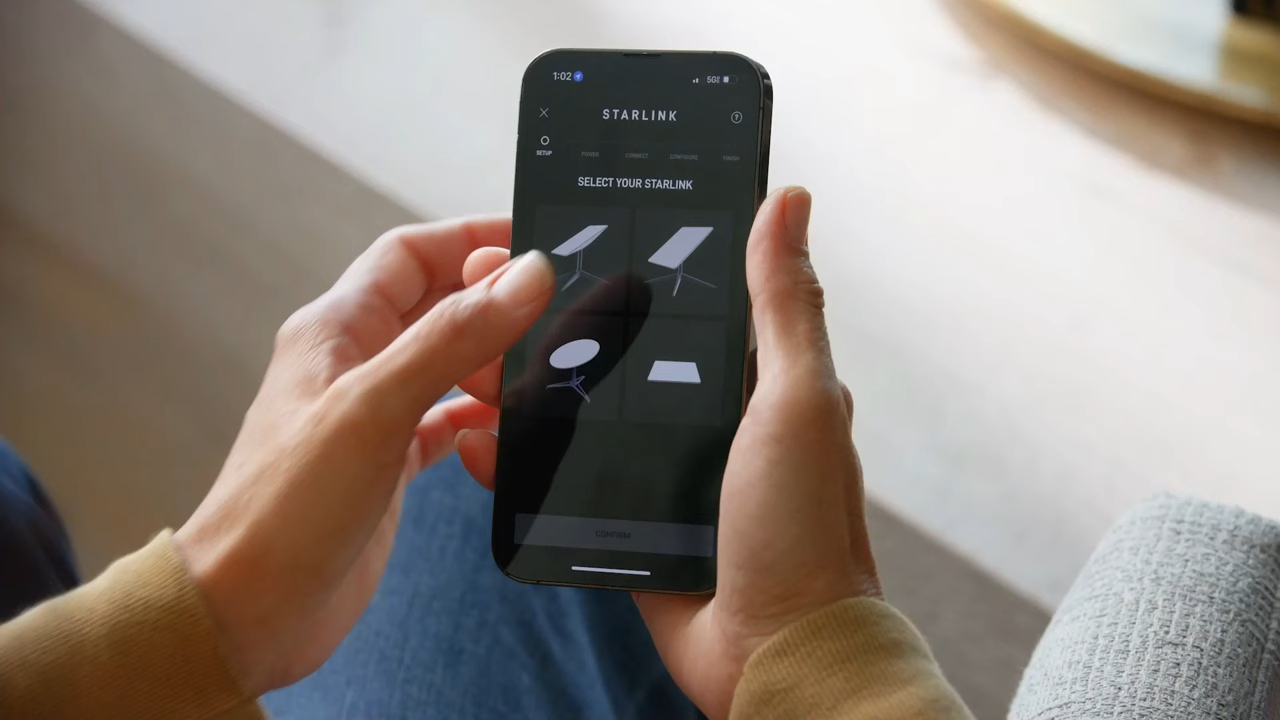 1:02
5G
STARLINK
?
SETUP POWER CONNECT CONFIGURE FINISH
SELECT YOUR STARLINK
CONFIRM